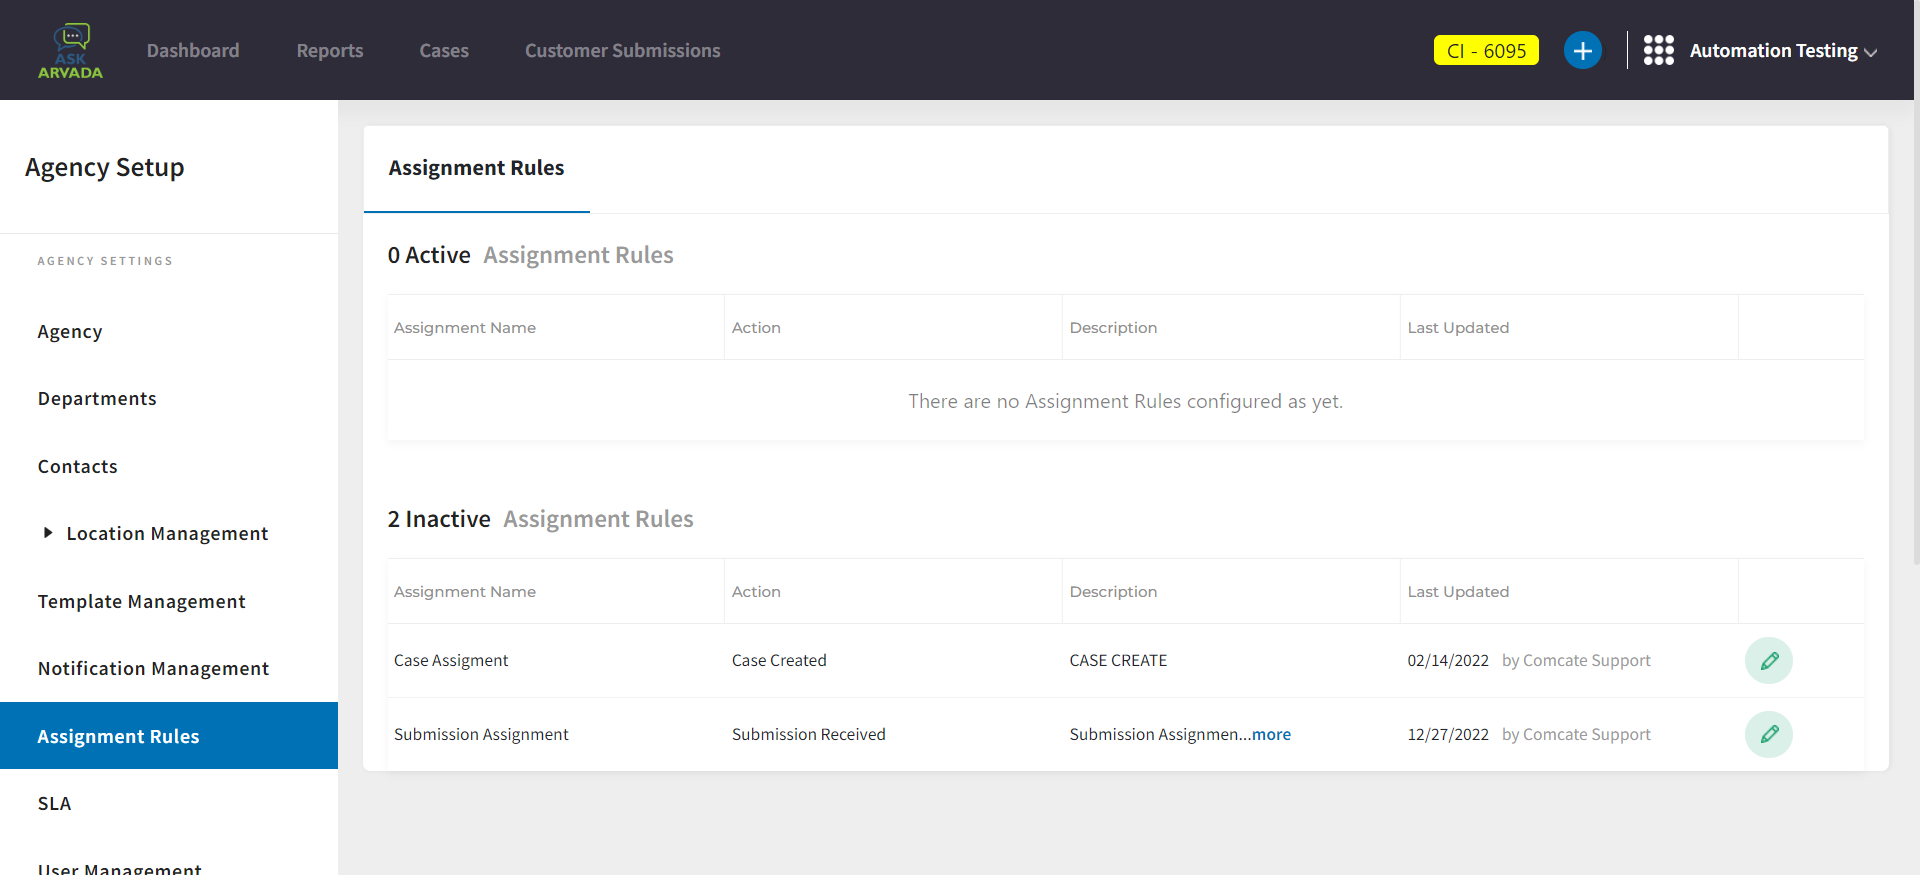 ASK
ARVADA
Dashboard
Reports
Cases
Customer Submissions
CI - 6095
Automation Testing
Agency Setup
AGENCY SETTINGS
Agency
Departments
Contacts
Location Management
Template Management
Notification Management
Assignment Rules
SLA
User Management
Assignment Rules
0 Active Assignment Rules
Assignment Name Action Description Last Updated
There are no Assignment Rules configured as yet.
2 Inactive Assignment Rules
Assignment Name Action Description Last Updated
Case Assigment Case Created CASE CREATE 02/14/2022 by Comcate Support
Submission Assignment Submission Received Submission Assignmen...more 12/27/2022 by Comcate Support